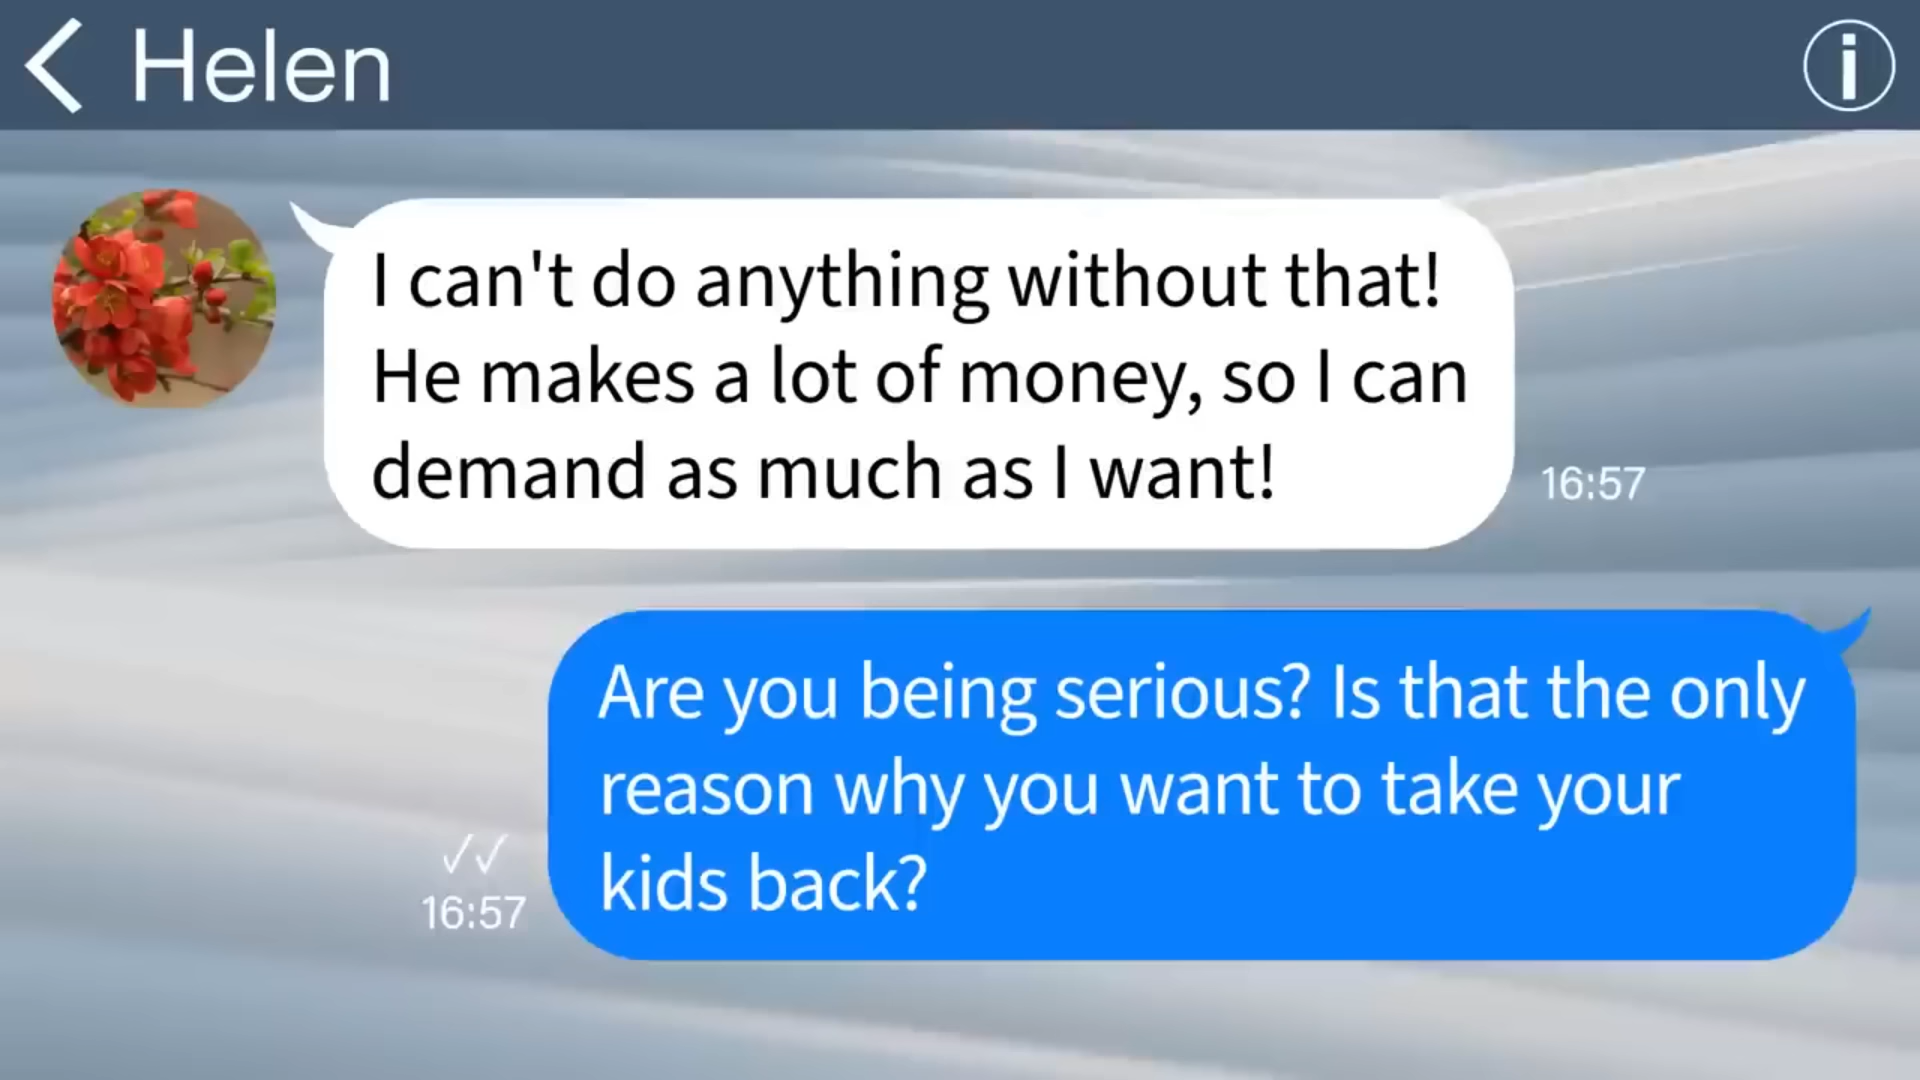 Helen
I can't do anything without that!
He makes a lot of money, so I can
demand as much as I want!
16:57
Are you being serious? Is that the only
reason why you want to take your
kids back?
16:57